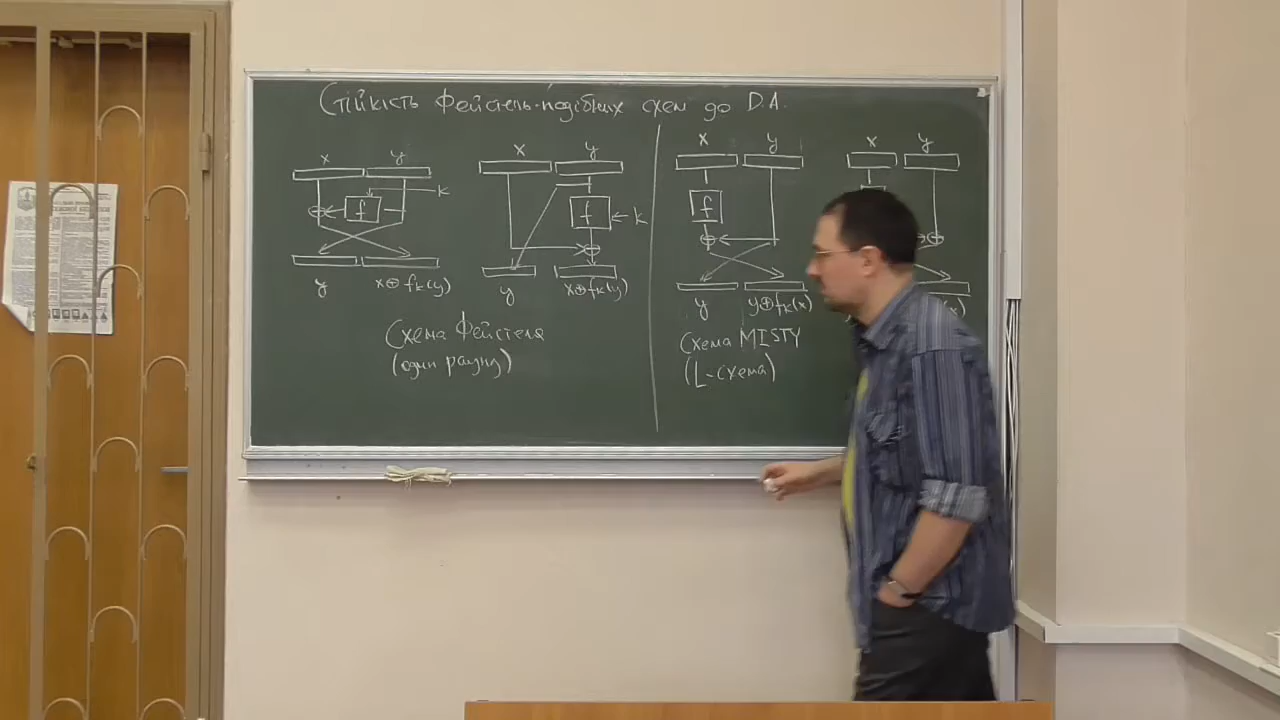 Стійкість Фейстель-подібних схем до D.A.
x y
k
f
y x⊕fk(y)
Схема Фейстеля
(один раунд)
x y
f ← k
y x⊕fk(y)
x y
f
y y⊕fk(x)
Схема MISTY
(L-схема)
x y